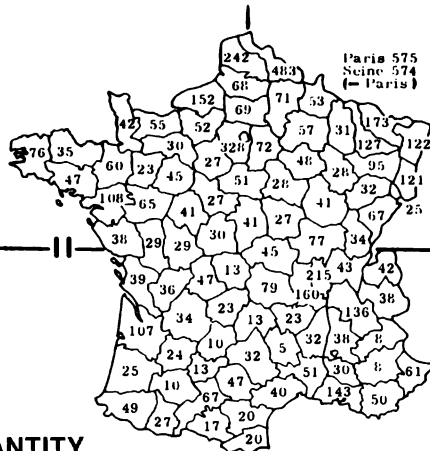 242
483
Paris 575
Seine 574
(- Paris)
68
152 69 71 53
42 55 52 57 31 173
30 328 72 127 122
76 35 60 23 45 27 48 28 95
47 51 28 32 121
108 65 41 27 41 67 25
38 29 29 30 41 27 77 34
45
II
39 36 47 13 79 215 43 42
160 38
107 34 23 13 23 136
24 10 32 5 32 38 8
25 13 51 30 8 61
10 47 40 143 50
49 27 67 20
17
20
ANTITY